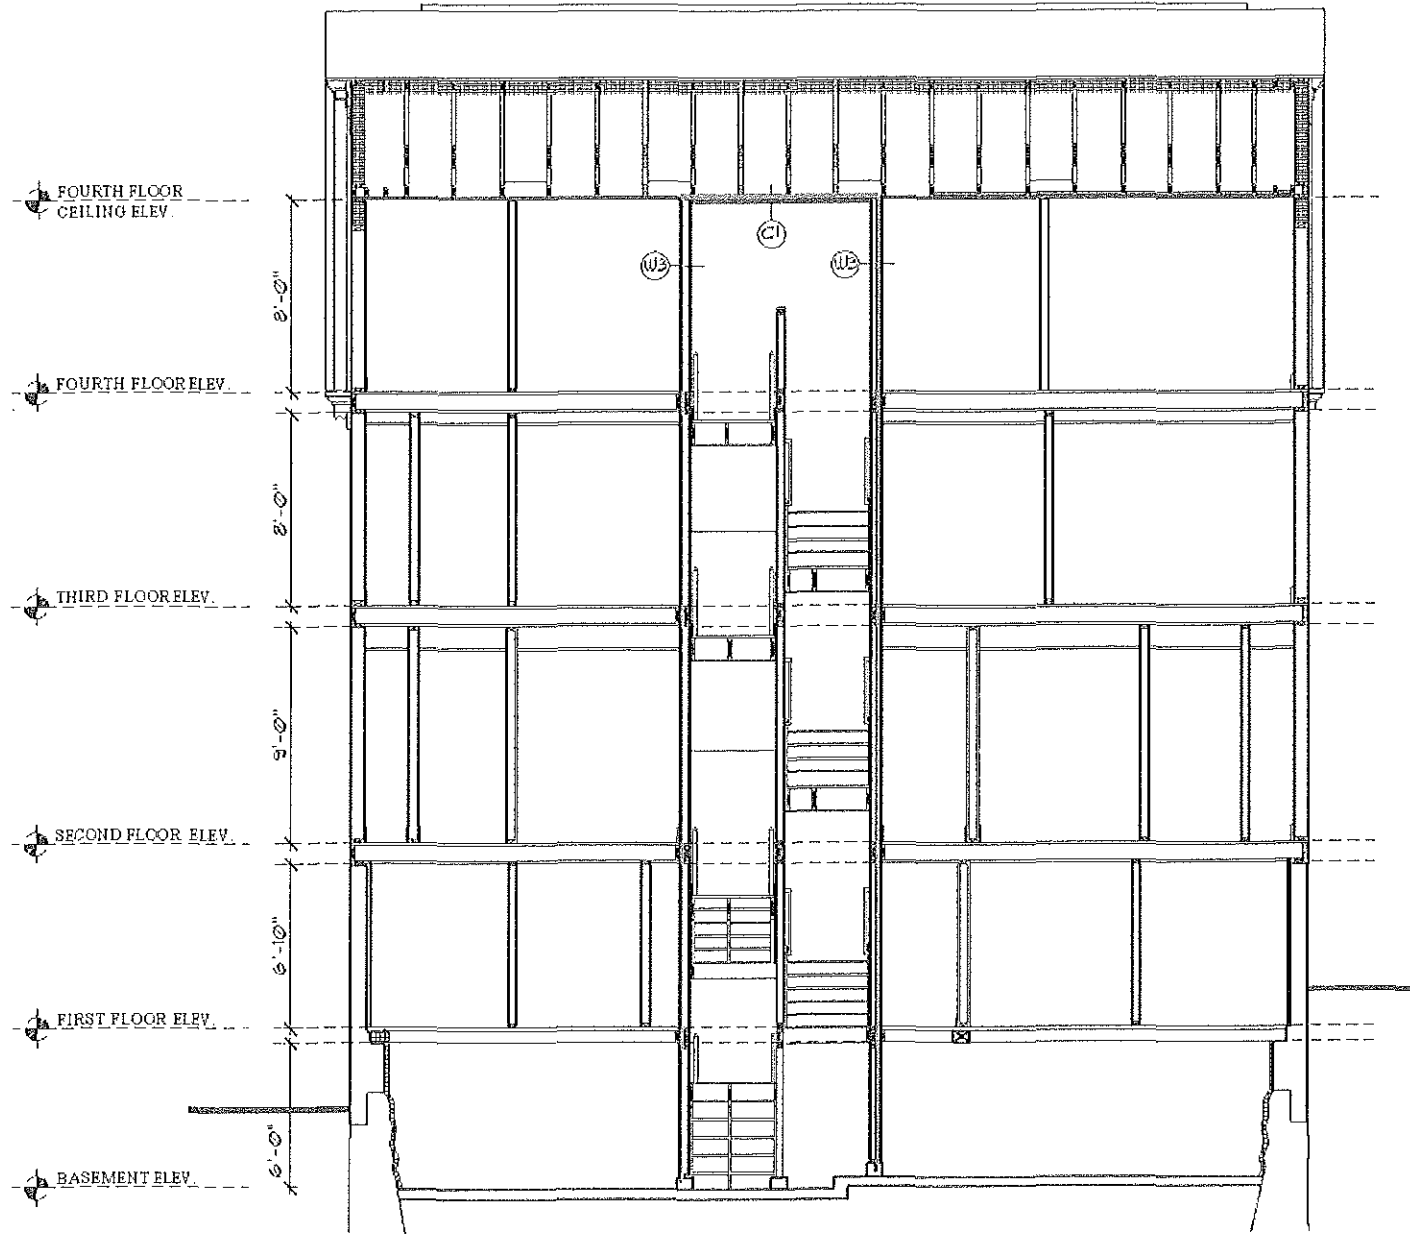 FOURTH FLOOR
CEILING ELEV.
C1
W3
W3
8'-0"
FOURTH FLOOR ELEV.
8'-0"
THIRD FLOOR ELEV.
9'-0"
SECOND FLOOR ELEV.
6'-10"
FIRST FLOOR ELEV.
6'-0"
BASEMENT ELEV.